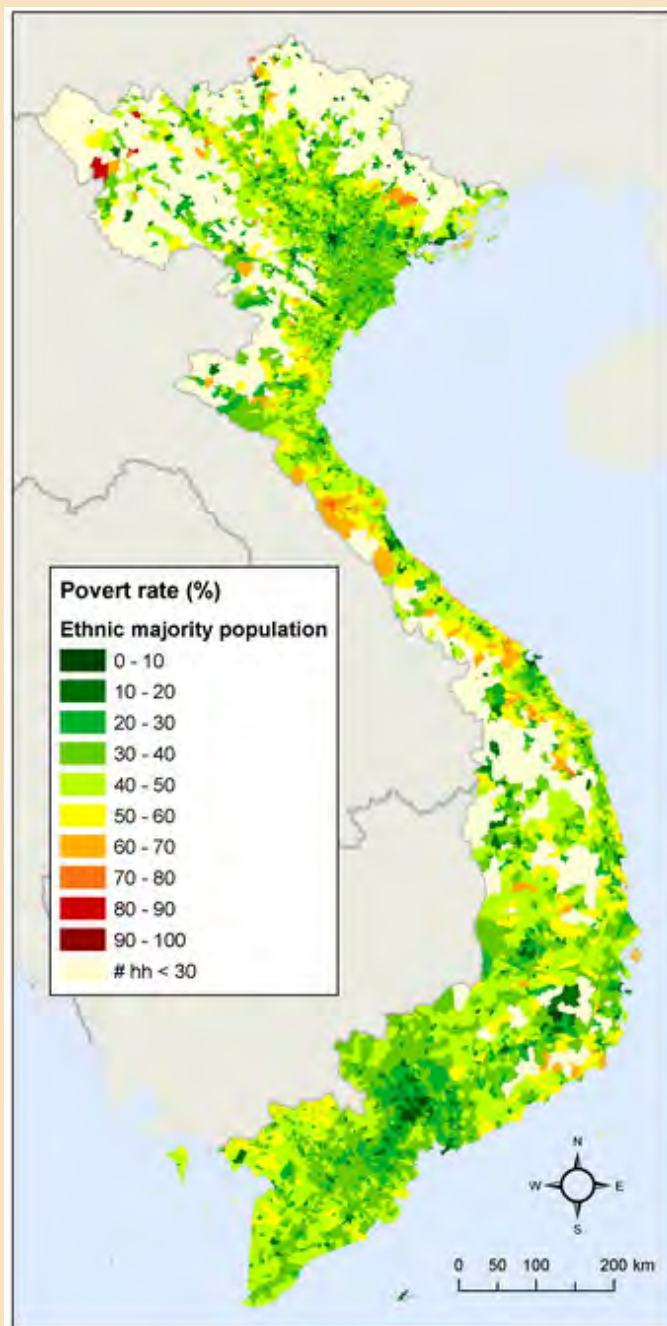 Povert rate (%)
Ethnic majority population
0 - 10
10 - 20
20 - 30
30 - 40
40 - 50
50 - 60
60 - 70
70 - 80
80 - 90
90 - 100
# hh < 30
N
W E
S
0 50 100 200 km